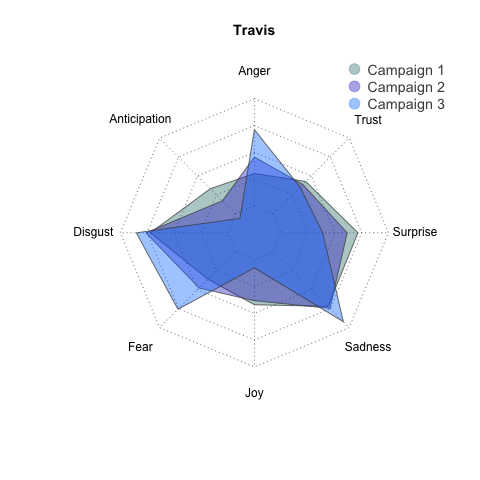 Travis
Anger
Campaign 1
Campaign 2
Campaign 3
Anticipation
Trust
Disgust
Surprise
Fear
Sadness
Joy